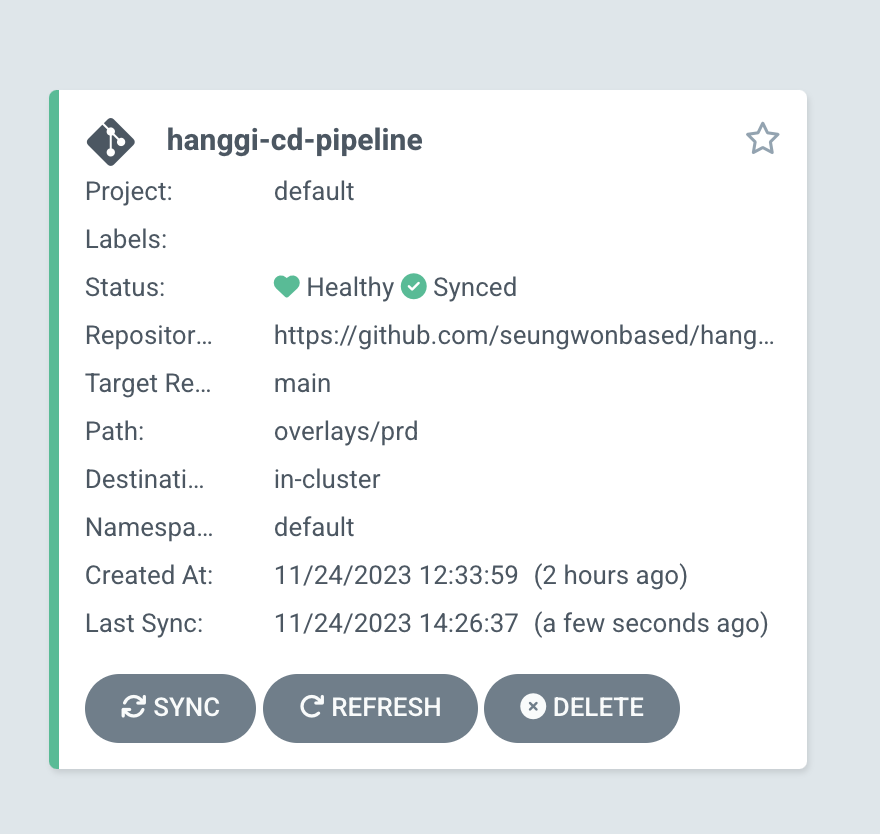 hanggi-cd-pipeline
Project: default
Labels:
Status: Healthy Synced
Repositor... https://github.com/seungwonbased/hang...
Target Re... main
Path: overlays/prd
Destinati... in-cluster
Namespa... default
Created At: 11/24/2023 12:33:59 (2 hours ago)
Last Sync: 11/24/2023 14:26:37 (a few seconds ago)
SYNC REFRESH DELETE